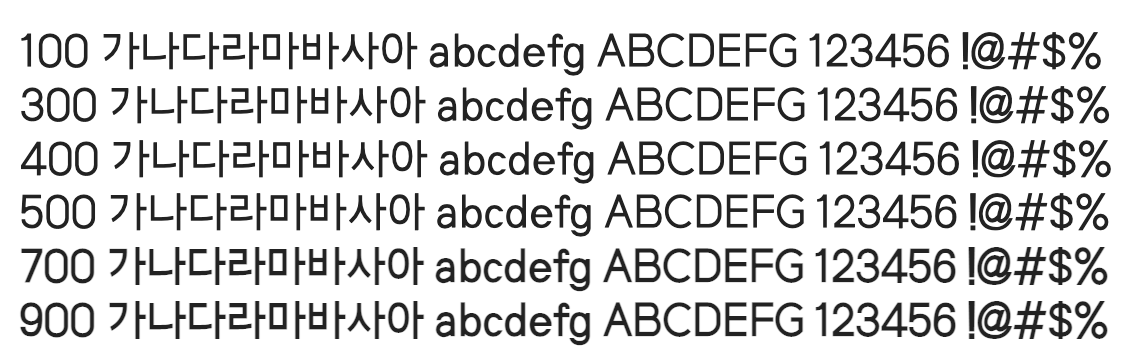 100 가나다라마바사아 abcdefg ABCDEFG 123456 !@#$%
300 가나다라마바사아 abcdefg ABCDEFG 123456 !@#$%
400 가나다라마바사아 abcdefg ABCDEFG 123456 !@#$%
500 가나다라마바사아 abcdefg ABCDEFG 123456 !@#$%
700 가나다라마바사아 abcdefg ABCDEFG 123456 !@#$%
900 가나다라마바사아 abcdefg ABCDEFG 123456 !@#$%